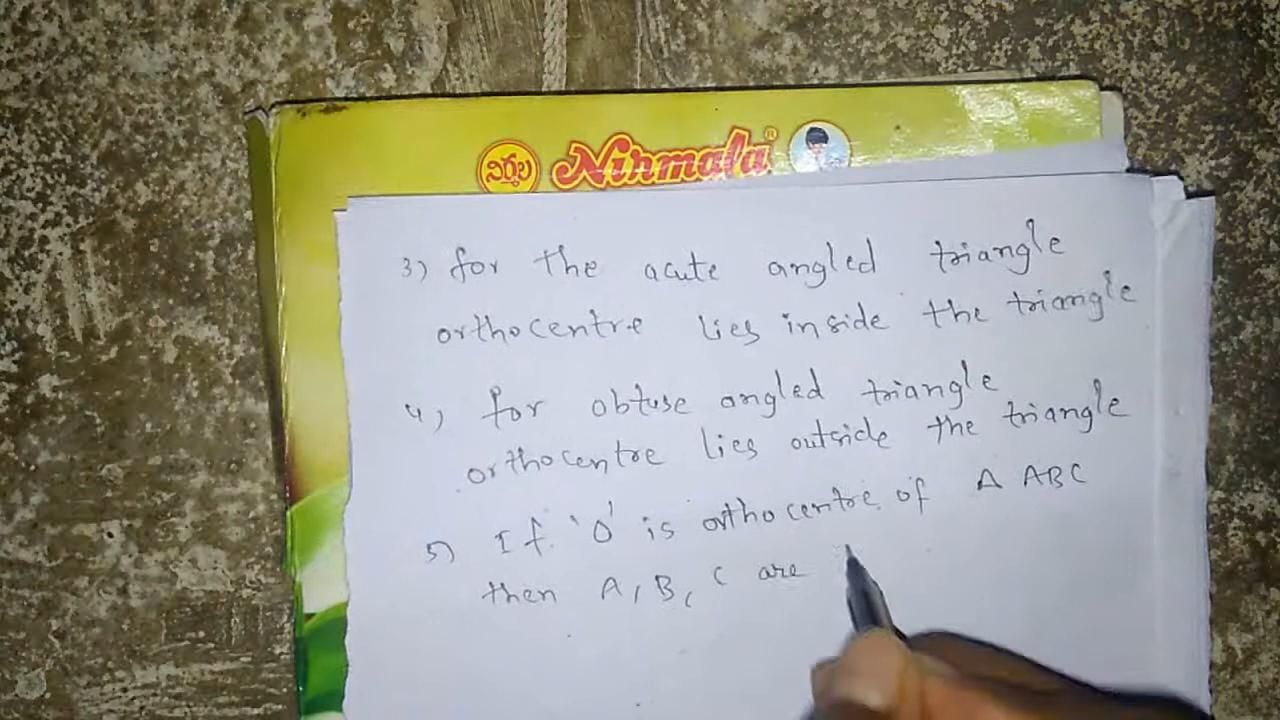 నిర్మల Nirmala®
3) for the acute angled triangle
orthocentre lies inside the triangle
4) for obtuse angled triangle
orthocentre lies outside the triangle
5) If 'O' is orthocentre of Δ ABC
then A, B, C are